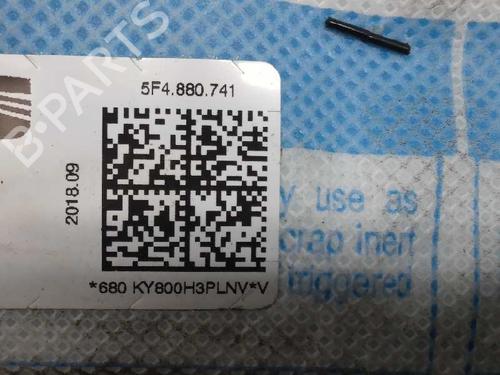 5F4.880.741
2018.09
*680 KY800H3PLNV*V
B-PARTS
use as
crap inert
triggered